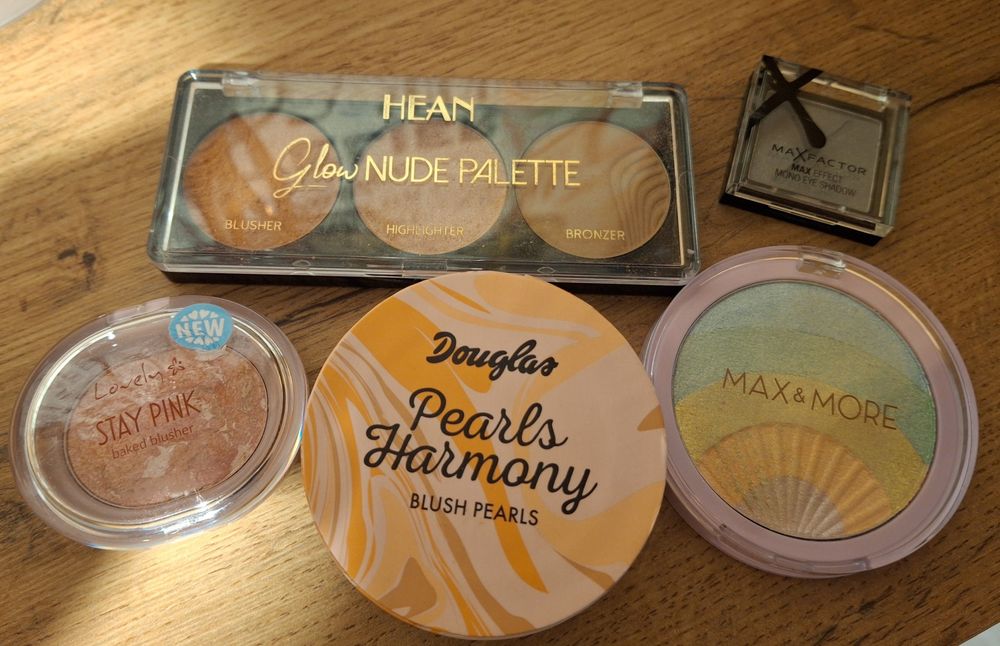 HEAN
Glow NUDE PALETTE
BLUSHER
HIGHLIGHTER
BRONZER
MAXFACTOR
MAX EFFECT
MONO EYE SHADOW
NEW
Lovely
STAY PINK
baked blusher
Douglas
Pearls
Harmony
BLUSH PEARLS
MAX & MORE